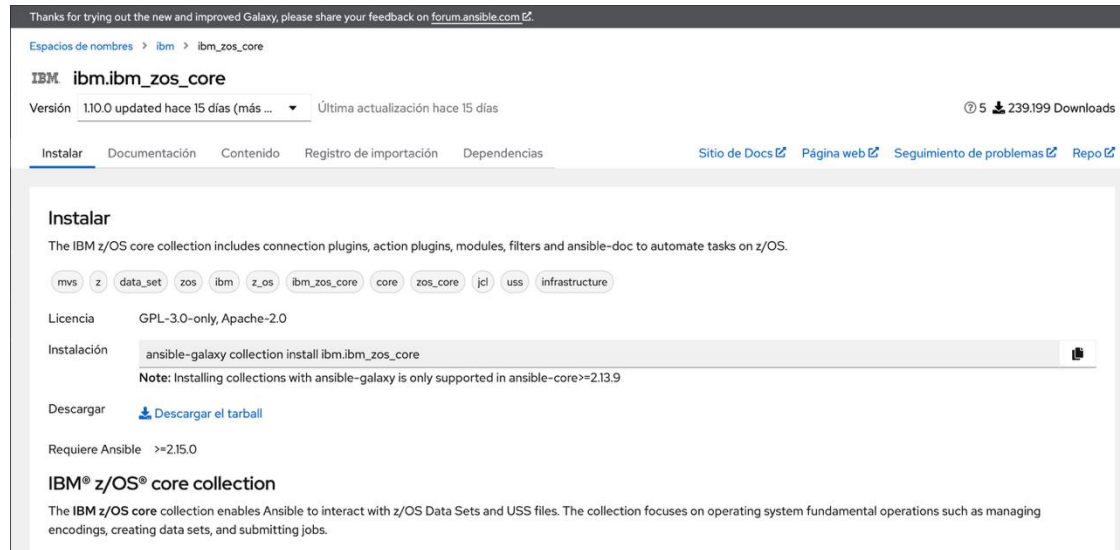 Thanks for trying out the new and improved Galaxy, please share your feedback on forum.ansible.com.
Espacios de nombres > ibm > ibm_zos_core
IBM ibm.ibm_zos_core
Versión 1.10.0 updated hace 15 días (más ... Última actualización hace 15 días 5 239.199 Downloads
Instalar Documentación Contenido Registro de importación Dependencias Sitio de Docs Página web Seguimiento de problemas Repo
Instalar
The IBM z/OS core collection includes connection plugins, action plugins, modules, filters and ansible-doc to automate tasks on z/OS.
mvs z data_set zos ibm z_os ibm_zos_core core zos_core jcl uss infrastructure
Licencia GPL-3.0-only, Apache-2.0
Instalación ansible-galaxy collection install ibm.ibm_zos_core
Note: Installing collections with ansible-galaxy is only supported in ansible-core>=2.13.9
Descargar Descargar el tarball
Requiere Ansible >=2.15.0
IBM® z/OS® core collection
The IBM z/OS core collection enables Ansible to interact with z/OS Data Sets and USS files. The collection focuses on operating system fundamental operations such as managing
encodings, creating data sets, and submitting jobs.